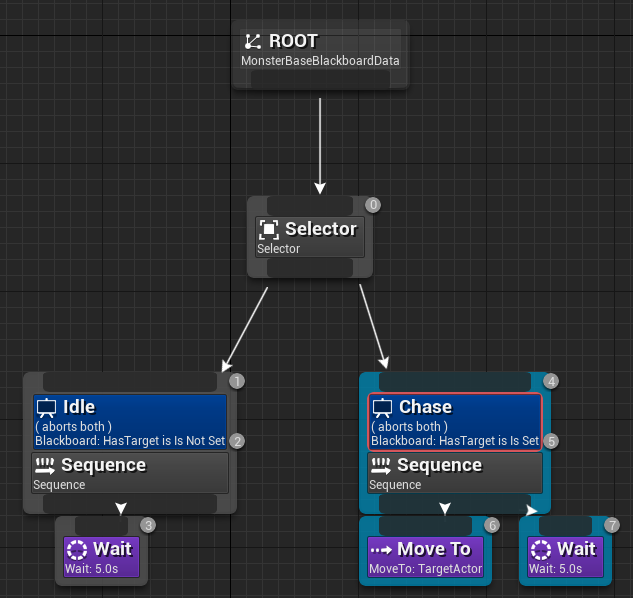 ROOT
MonsterBaseBlackboardData
0
Selector
Selector
1
Idle
( aborts both )
Blackboard: HasTarget is Is Not Set
2
Sequence
Sequence
3
Wait
Wait: 5.0s
4
Chase
( aborts both )
Blackboard: HasTarget is Is Set
5
Sequence
Sequence
6
Move To
MoveTo: TargetActor
7
Wait
Wait: 5.0s